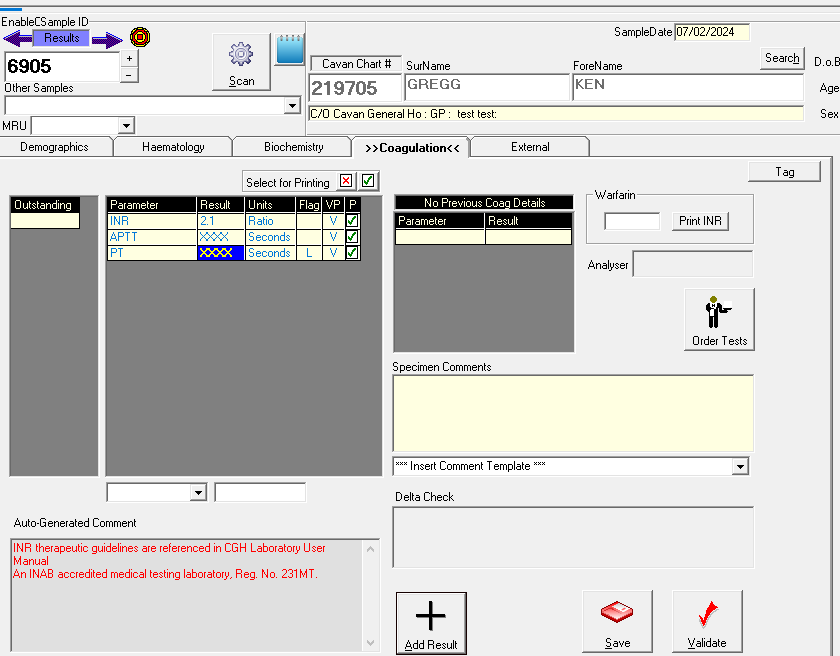 EnableCSample ID
Results
6905
+
-
Scan
Other Samples
MRU
SampleDate 07/02/2024
Cavan Chart # SurName ForeName Search D.o.B
219705 GREGG KEN Age
C/O Cavan General Ho : GP : test test: Sex
Demographics Haematology Biochemistry >>Coagulation<< External
Tag
Select for Printing
Outstanding
Parameter Result Units Flag VP P
INR 2.1 Ratio V
APTT XXXX Seconds V
PT XXXX Seconds L V
No Previous Coag Details
Parameter Result
Warfarin
Print INR
Analyser
Order Tests
Specimen Comments
*** Insert Comment Template ***
Delta Check
Auto-Generated Comment
INR therapeutic guidelines are referenced in CGH Laboratory User
Manual
An INAB accredited medical testing laboratory, Reg. No. 231MT.
Add Result
Save
Validate